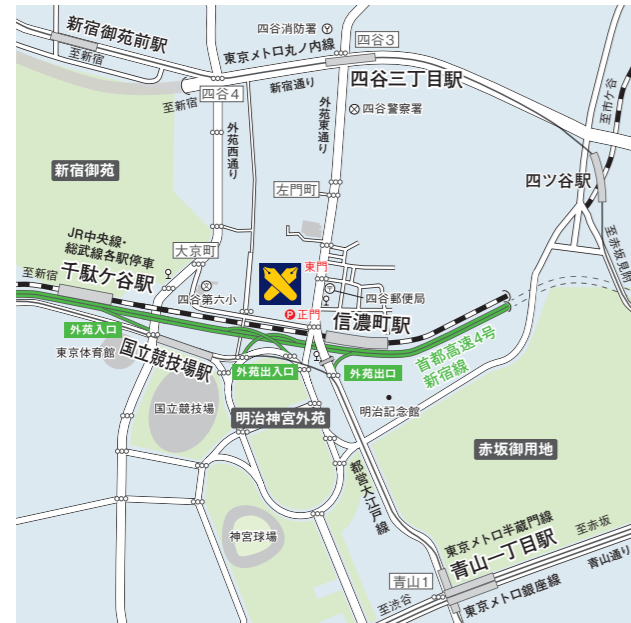 新宿御苑前駅
至新宿
四谷消防署
四谷3
東京メトロ丸ノ内線
四谷三丁目駅
新宿通り
至新宿
四谷4
四谷警察署
至市ケ谷
外苑西通り
外苑東通り
新宿御苑
四ツ谷駅
左門町
至赤坂見附
JR中央線・
総武線各駅停車
大京町
至新宿
千駄ケ谷駅
東門
四谷第六小
四谷郵便局
P正門
信濃町駅
外苑入口
首都高速4号
新宿線
東京体育館
国立競技場駅
外苑出入口
外苑出口
国立競技場
明治神宮外苑
明治記念館
赤坂御用地
都営大江戸線
神宮球場
東京メトロ半蔵門線
至赤坂
青山一丁目駅
青山通り
青山1
至渋谷
東京メトロ銀座線